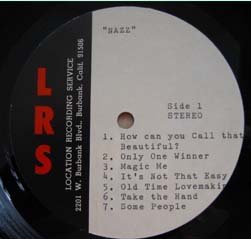 "NAZZ"
LRS
LOCATION RECORDING SERVICE
2201 W. Burbank Blvd., Burbank, Calif. 91506
Side 1
STEREO
1. How can you Call that
Beautiful?
2. Only One Winner
3. Magic Me
4. It's Not That Easy
5. Old Time Lovemakin
6. Take the Hand
7. Some People